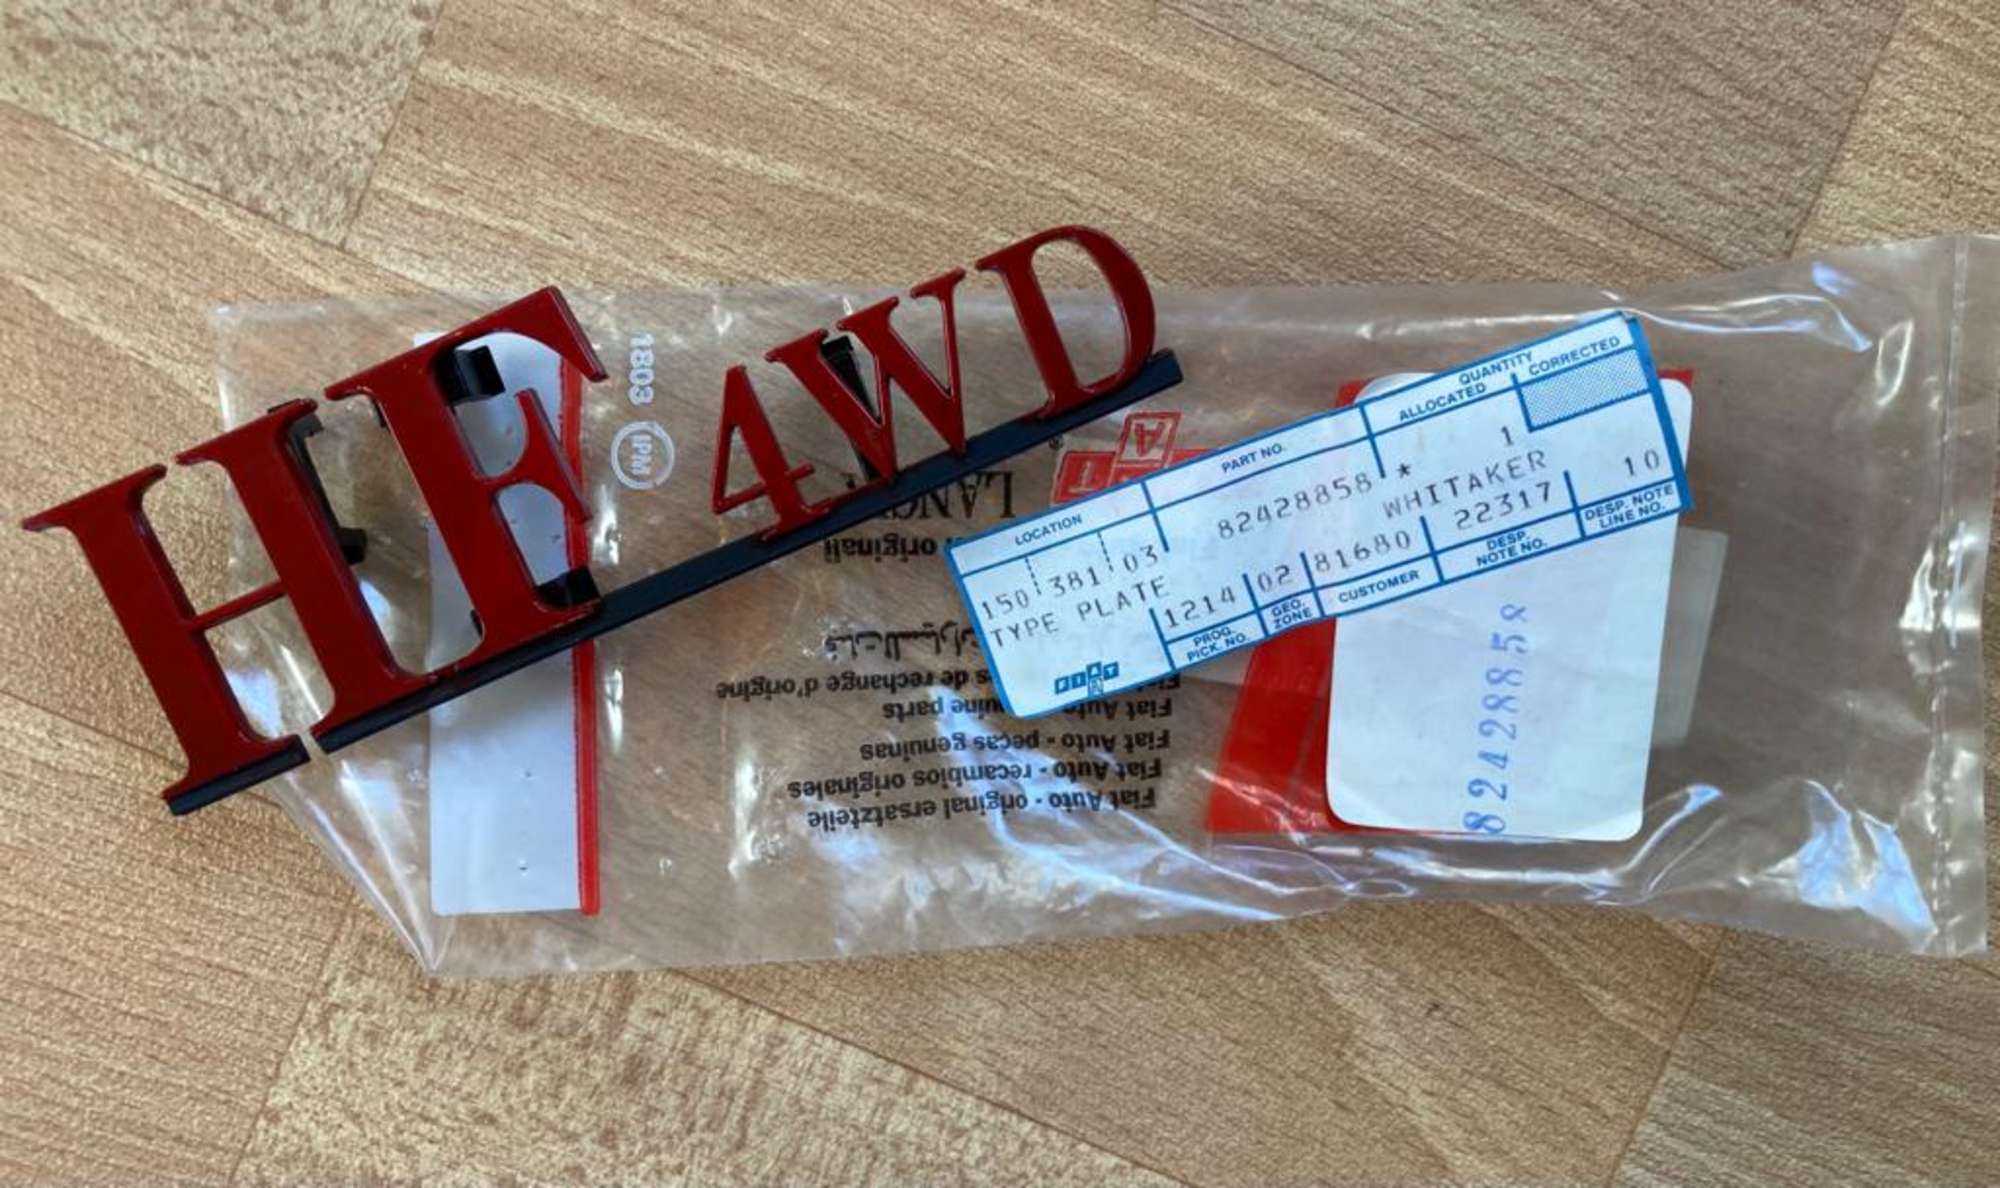 HF 4WD
1803
IPM
LANC
originali
قطع السيارات
de rechange d'origine
Fiat Auto genuine parts
Fiat Auto - peças genuinas
Fiat Auto - recambios originales
Fiat Auto - original ersatzteile
LOCATION PART NO. QUANTITY
ALLOCATED CORRECTED
150 381 03 82428858 * 1
TYPE PLATE WHITAKER
1214 02 81680 22317 10
PROG. PICK. NO. GEO. ZONE CUSTOMER DESP. NOTE NO. DESP. NOTE LINE NO.
FIAT
82428858